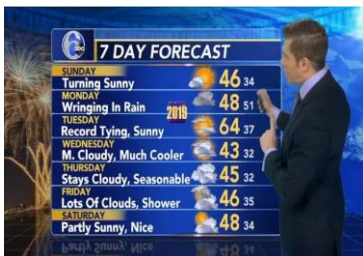 6 abc
7 DAY FORECAST
SUNDAY
Turning Sunny 46 34
MONDAY
Wringing In Rain 48 51
2019
TUESDAY
Record Tying, Sunny 64 37
WEDNESDAY
M. Cloudy, Much Cooler 43 32
THURSDAY
Stays Cloudy, Seasonable 45 32
FRIDAY
Lots Of Clouds, Shower 46 35
SATURDAY
Partly Sunny, Nice 48 34